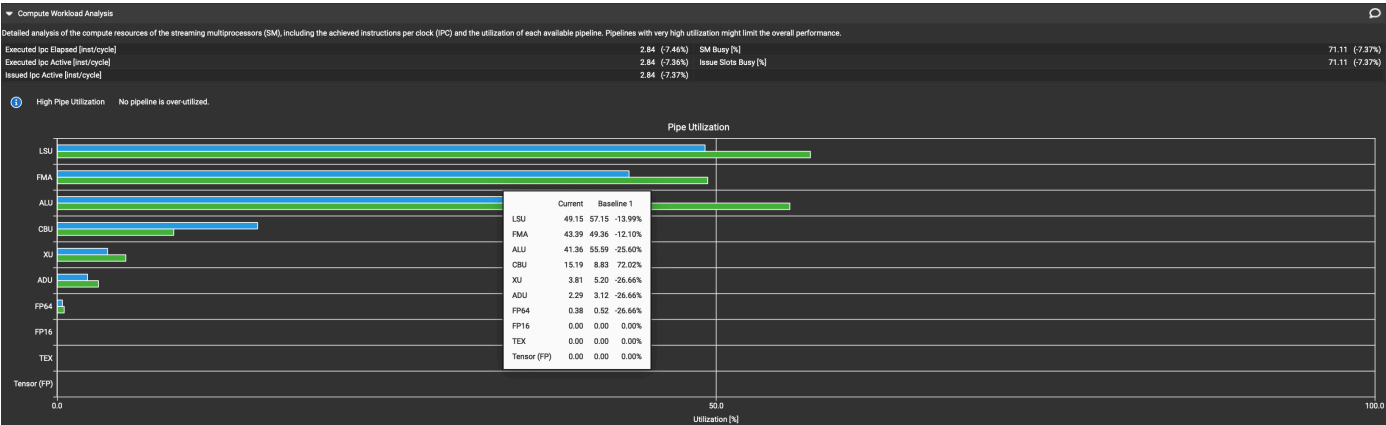 Compute Workload Analysis
Detailed analysis of the compute resources of the streaming multiprocessors (SM), including the achieved instructions per clock (IPC) and the utilization of each available pipeline. Pipelines with very high utilization might limit the overall performance.
Executed Ipc Elapsed [inst/cycle] 2.84 (-7.46%) SM Busy [%] 71.11 (-7.37%)
Executed Ipc Active [inst/cycle] 2.84 (-7.36%) Issue Slots Busy [%] 71.11 (-7.37%)
Issued Ipc Active [inst/cycle] 2.84 (-7.37%)
High Pipe Utilization No pipeline is over-utilized.
Pipe Utilization
LSU
FMA
ALU
CBU
XU
ADU
FP64
FP16
TEX
Tensor (FP)
Current Baseline 1
LSU 49.15 57.15 -13.99%
FMA 43.39 49.36 -12.10%
ALU 41.36 55.59 -25.60%
CBU 15.19 8.83 72.02%
XU 3.81 5.20 -26.66%
ADU 2.29 3.12 -26.66%
FP64 0.38 0.52 -26.66%
FP16 0.00 0.00 0.00%
TEX 0.00 0.00 0.00%
Tensor (FP) 0.00 0.00 0.00%
0.0 50.0 100.0
Utilization [%]